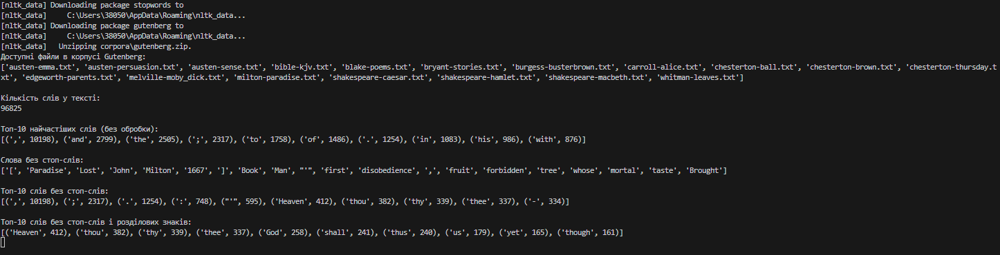 [nltk_data] Downloading package stopwords to
[nltk_data]     C:\Users\38050\AppData\Roaming\nltk_data...
[nltk_data] Downloading package gutenberg to
[nltk_data]     C:\Users\38050\AppData\Roaming\nltk_data...
[nltk_data]   Unzipping corpora\gutenberg.zip.
Доступні файли в корпусі Gutenberg:
['austen-emma.txt', 'austen-persuasion.txt', 'austen-sense.txt', 'bible-kjv.txt', 'blake-poems.txt', 'bryant-stories.txt', 'burgess-busterbrown.txt', 'carroll-alice.txt', 'chesterton-ball.txt', 'chesterton-brown.txt', 'chesterton-thursday.t
xt', 'edgeworth-parents.txt', 'melville-moby_dick.txt', 'milton-paradise.txt', 'shakespeare-caesar.txt', 'shakespeare-hamlet.txt', 'shakespeare-macbeth.txt', 'whitman-leaves.txt']
Кількість слів у тексті:
96825
Топ-10 найчастіших слів (без обробки):
[(',', 10198), ('and', 2799), ('the', 2505), (';', 2317), ('to', 1758), ('of', 1486), ('.', 1254), ('in', 1083), ('his', 986), ('with', 876)]
Слова без стоп-слів:
['[', 'Paradise', 'Lost', 'John', 'Milton', '1667', ']', 'Book', 'Man', "'", 'first', 'disobedience', ',', 'fruit', 'forbidden', 'tree', 'whose', 'mortal', 'taste', 'Brought']
Топ-10 слів без стоп-слів:
[(',', 10198), (';', 2317), ('.', 1254), (':', 748), ("'", 595), ('Heaven', 412), ('thou', 382), ('thy', 339), ('thee', 337), ('-', 334)]
Топ-10 слів без стоп-слів і розділових знаків:
[('Heaven', 412), ('thou', 382), ('thy', 339), ('thee', 337), ('God', 258), ('shall', 241), ('thus', 240), ('us', 179), ('yet', 165), ('though', 161)]